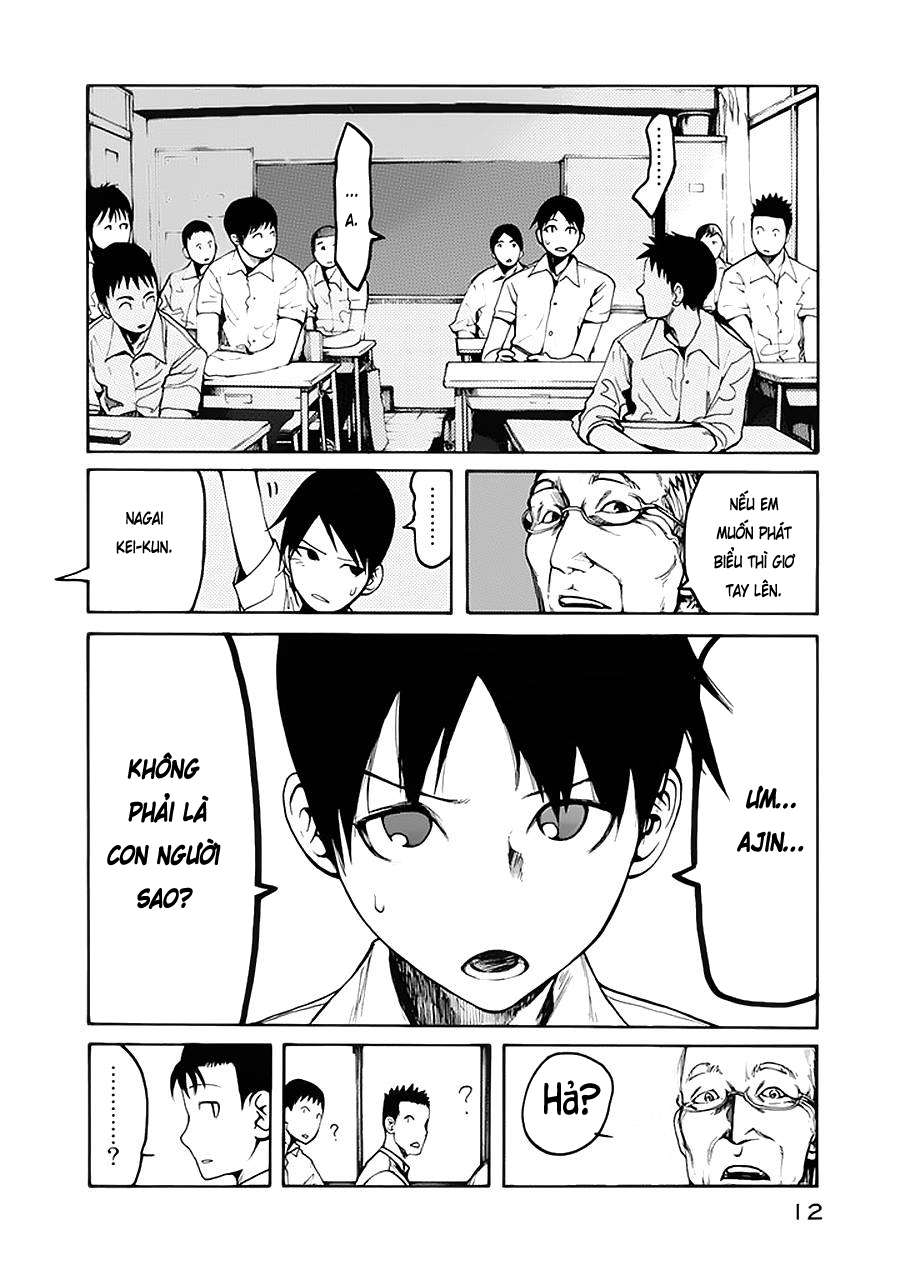 .........
...
A.
NẾU EM
MUỐN PHÁT
BIỂU THÌ GIƠ
TAY LÊN.
.........
NAGAI
KEI-KUN.
ƯM...
AJIN...
KHÔNG
PHẢI LÀ
CON NGƯỜI
SAO?
HẢ?
?
?
.........
?
12